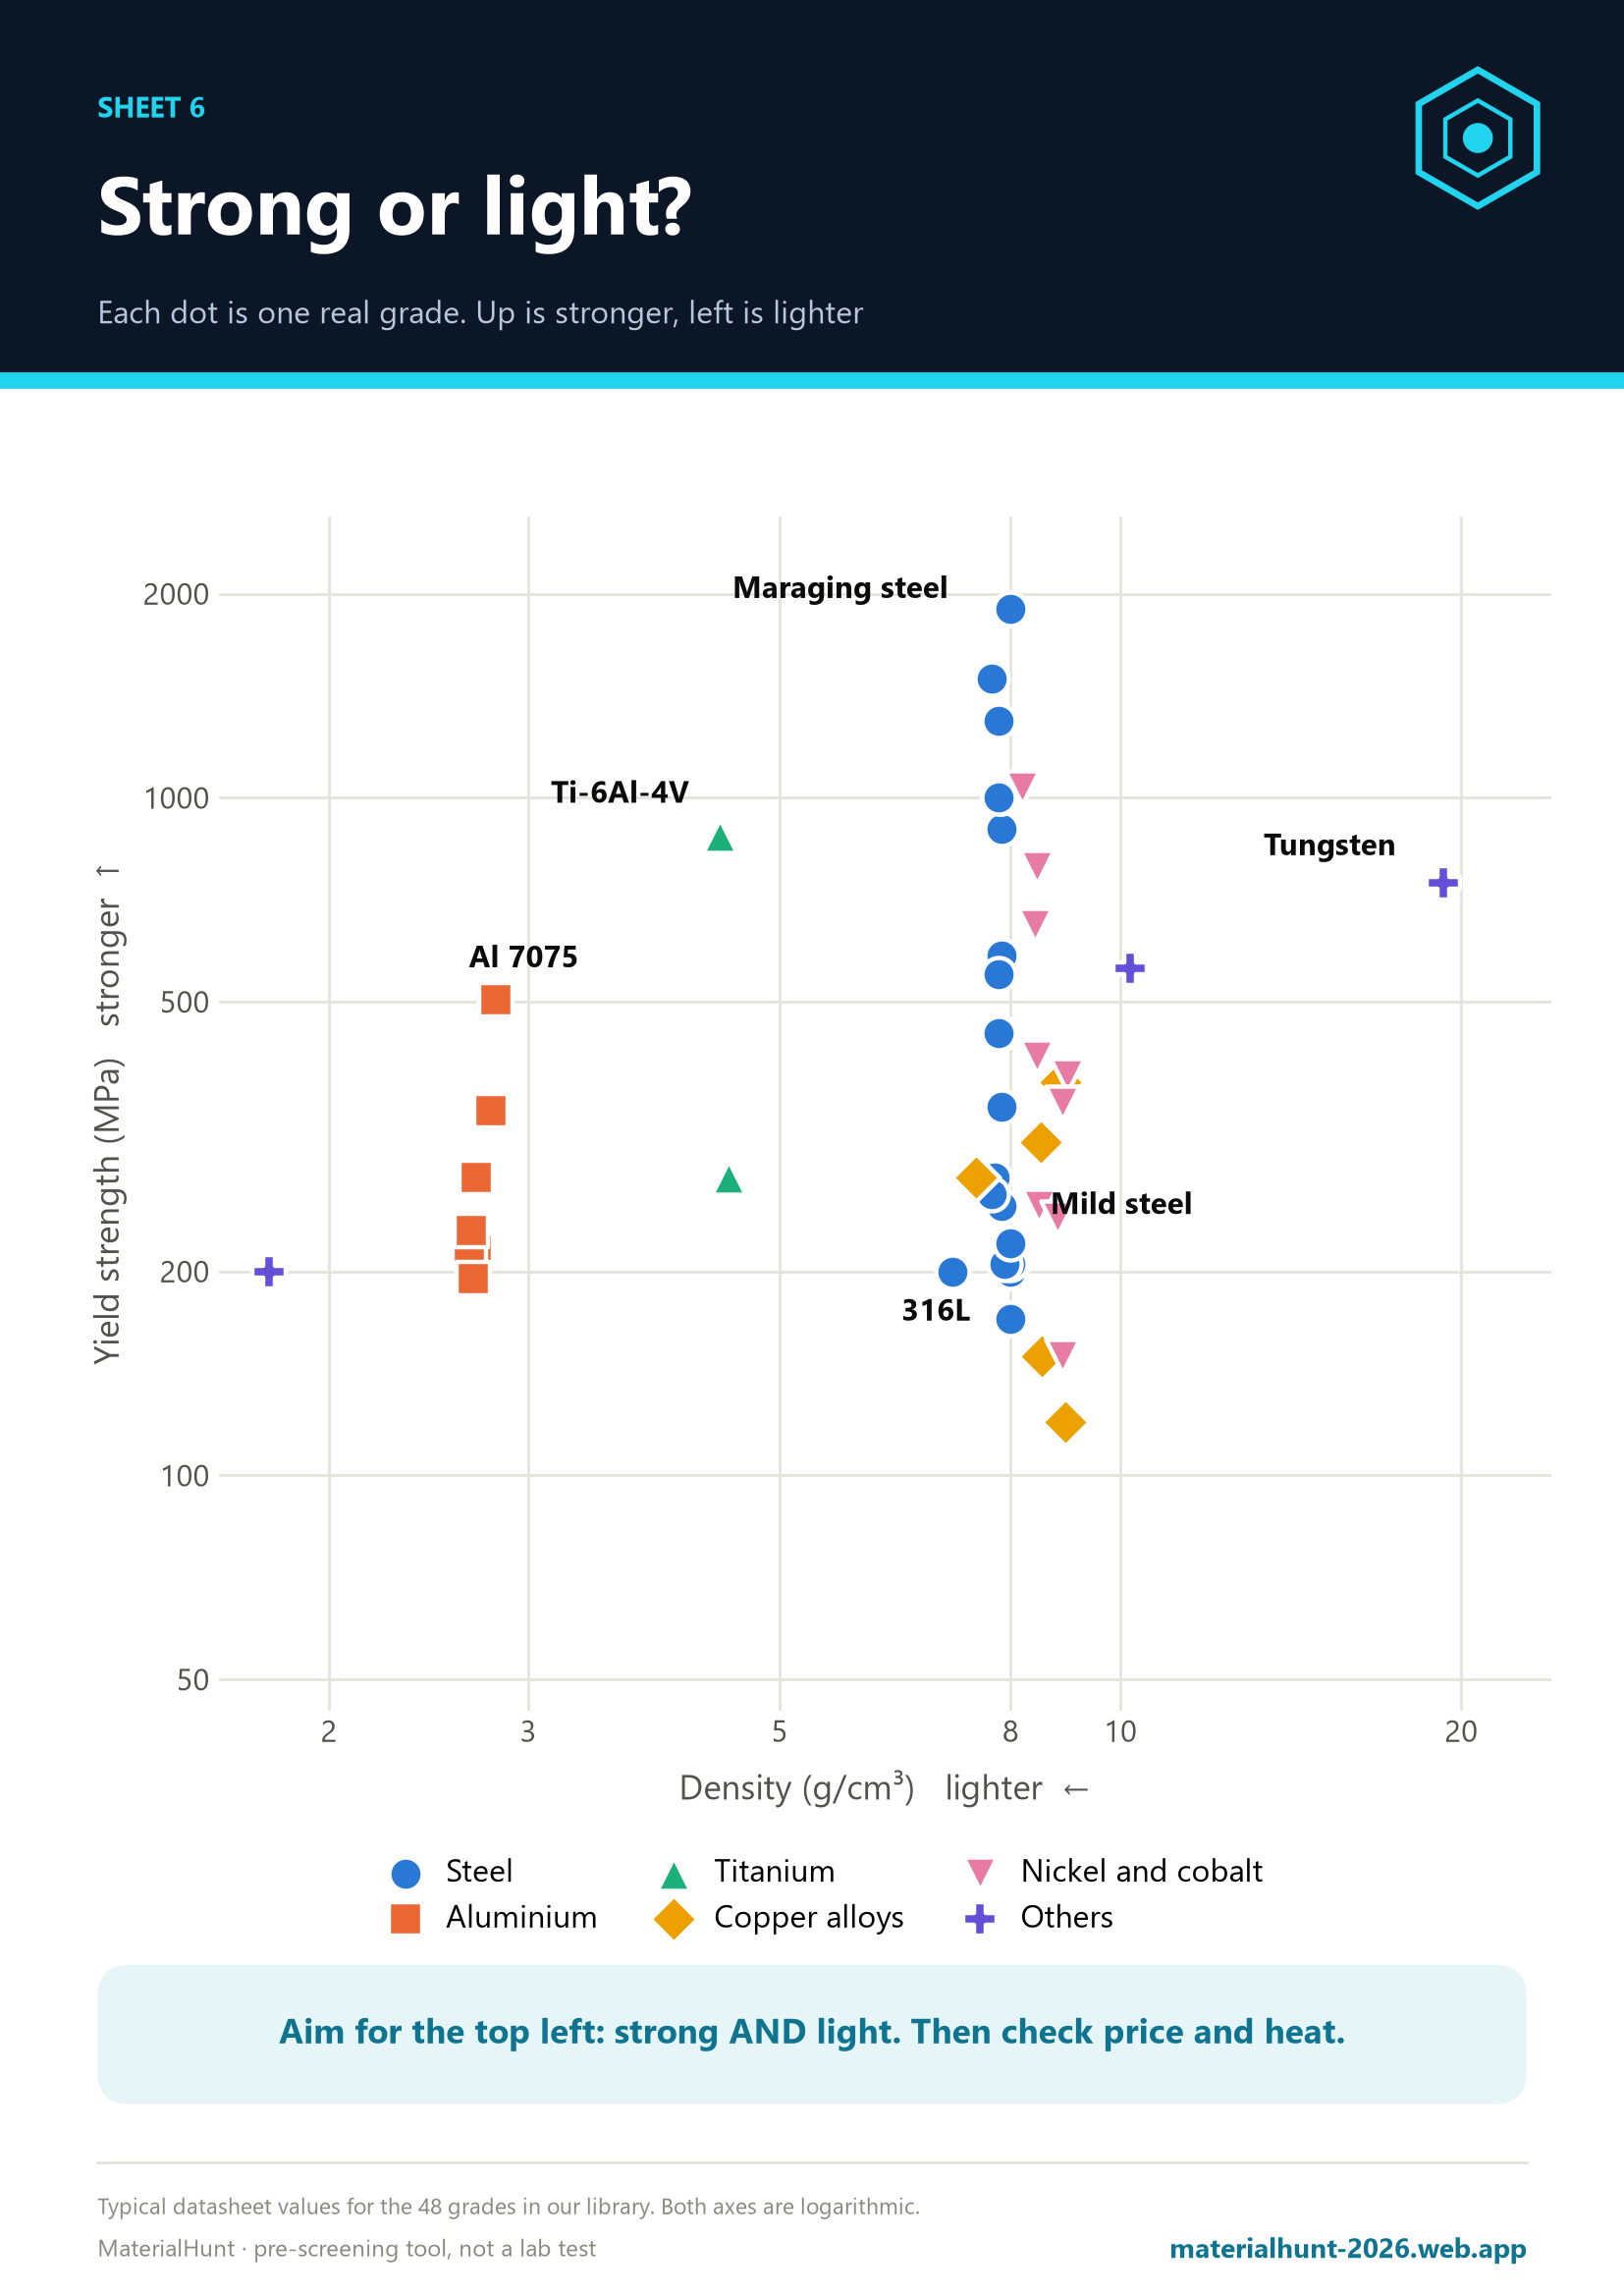 SHEET 6
Strong or light?
Each dot is one real grade. Up is stronger, left is lighter
Yield strength (MPa) stronger ↑
2000
1000
500
200
100
50
Maraging steel
Ti-6Al-4V
Tungsten
Al 7075
Mild steel
316L
2 3 5 8 10 20
Density (g/cm³) lighter ←
Steel Titanium Nickel and cobalt
Aluminium Copper alloys Others
Aim for the top left: strong AND light. Then check price and heat.
Typical datasheet values for the 48 grades in our library. Both axes are logarithmic.
MaterialHunt · pre-screening tool, not a lab test
materialhunt-2026.web.app